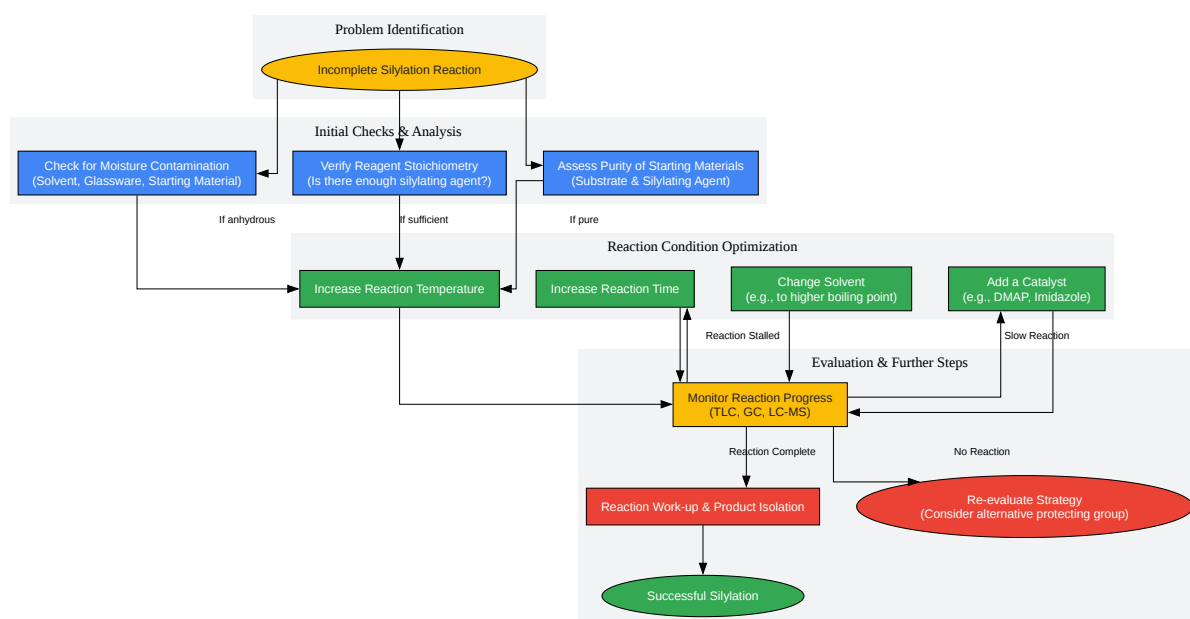 Problem Identification
Incomplete Silylation Reaction
Initial Checks & Analysis
Check for Moisture Contamination
(Solvent, Glassware, Starting Material)
Verify Reagent Stoichiometry
(Is there enough silylating agent?)
Assess Purity of Starting Materials
(Substrate & Silylating Agent)
If anhydrous
If sufficient
If pure
Reaction Condition Optimization
Increase Reaction Temperature
Increase Reaction Time
Change Solvent
(e.g., to higher boiling point)
Add a Catalyst
(e.g., DMAP, Imidazole)
Reaction Stalled
Slow Reaction
Evaluation & Further Steps
Monitor Reaction Progress
(TLC, GC, LC-MS)
Reaction Complete
No Reaction
Reaction Work-up & Product Isolation
Re-evaluate Strategy
(Consider alternative protecting group)
Successful Silylation